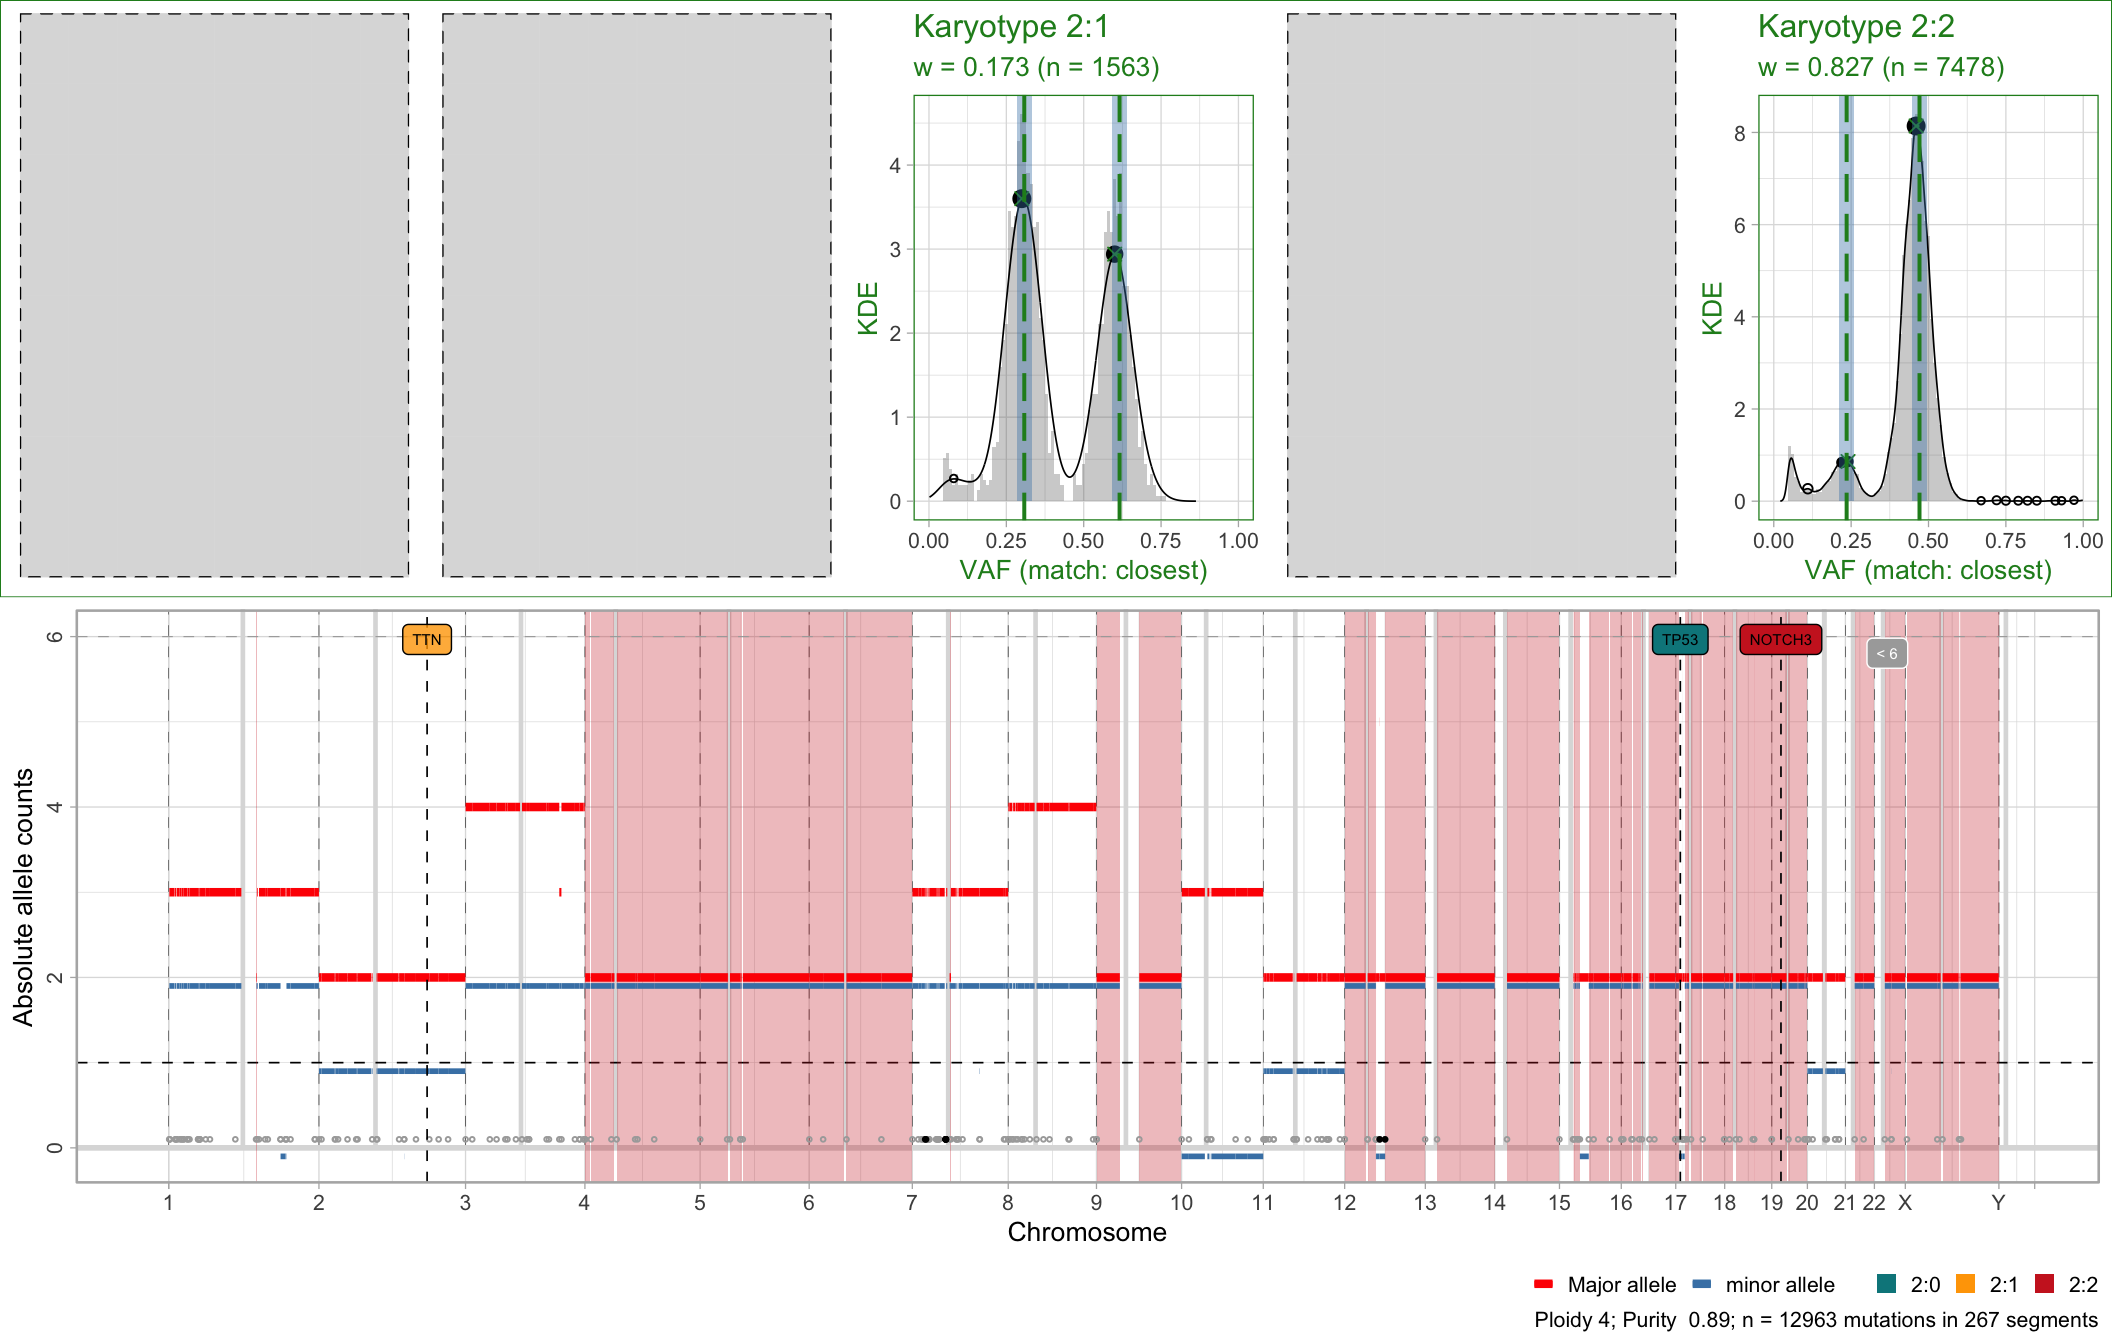 Karyotype 2:1
w = 0.173 (n = 1563)
KDE
4
3
2
1
0
0.00 0.25 0.50 0.75 1.00
VAF (match: closest)
Karyotype 2:2
w = 0.827 (n = 7478)
KDE
8
6
4
2
0
0.00 0.25 0.50 0.75 1.00
VAF (match: closest)
Absolute allele counts
6
4
2
0
TTN
TP53
NOTCH3
< 6
1 2 3 4 5 6 7 8 9 10 11 12 13 14 15 16 17 18 19 20 21 22 X Y
Chromosome
Major allele minor allele 2:0 2:1 2:2
Ploidy 4; Purity 0.89; n = 12963 mutations in 267 segments